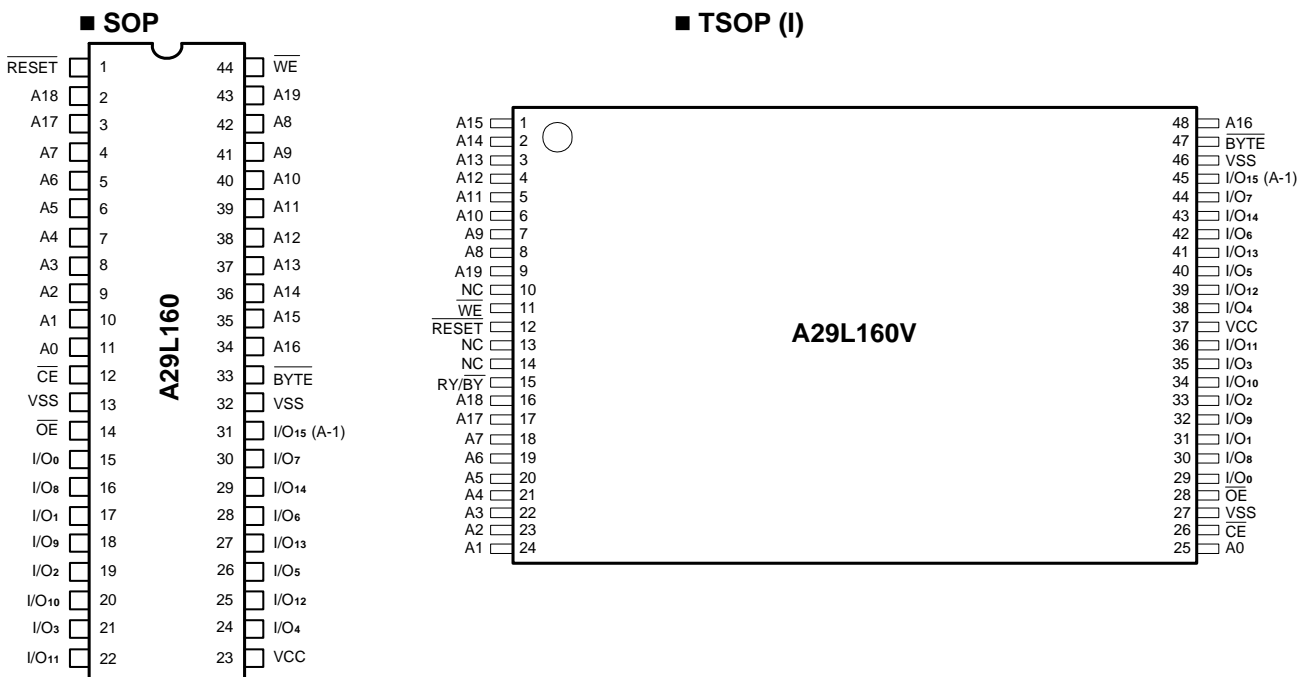 ■ SOP
RESET 1 44 WE
A18 2 43 A19
A17 3 42 A8
A7 4 41 A9
A6 5 40 A10
A5 6 39 A11
A4 7 38 A12
A3 8 37 A13
A2 9 36 A14
A1 10 35 A15
A0 11 34 A16
CE 12 33 BYTE
VSS 13 32 VSS
OE 14 31 I/O15 (A-1)
I/O0 15 30 I/O7
I/O8 16 29 I/O14
I/O1 17 28 I/O6
I/O9 18 27 I/O13
I/O2 19 26 I/O5
I/O10 20 25 I/O12
I/O3 21 24 I/O4
I/O11 22 23 VCC
A29L160
■ TSOP (I)
A15 1 48 A16
A14 2 47 BYTE
A13 3 46 VSS
A12 4 45 I/O15 (A-1)
A11 5 44 I/O7
A10 6 43 I/O14
A9 7 42 I/O6
A8 8 41 I/O13
A19 9 40 I/O5
NC 10 39 I/O12
WE 11 38 I/O4
RESET 12 37 VCC
NC 13 36 I/O11
NC 14 35 I/O3
RY/BY 15 34 I/O10
A18 16 33 I/O2
A17 17 32 I/O9
A7 18 31 I/O1
A6 19 30 I/O8
A5 20 29 I/O0
A4 21 28 OE
A3 22 27 VSS
A2 23 26 CE
A1 24 25 A0
A29L160V